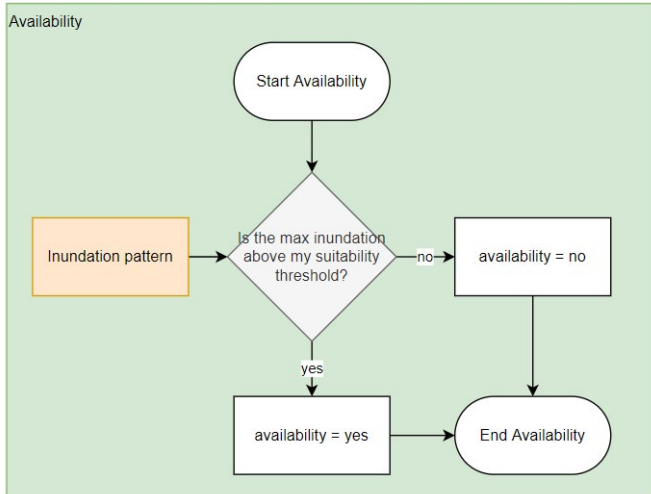 Availability
Start Availability
Inundation pattern
Is the max inundation
above my suitability
threshold?
no
availability = no
yes
availability = yes
End Availability